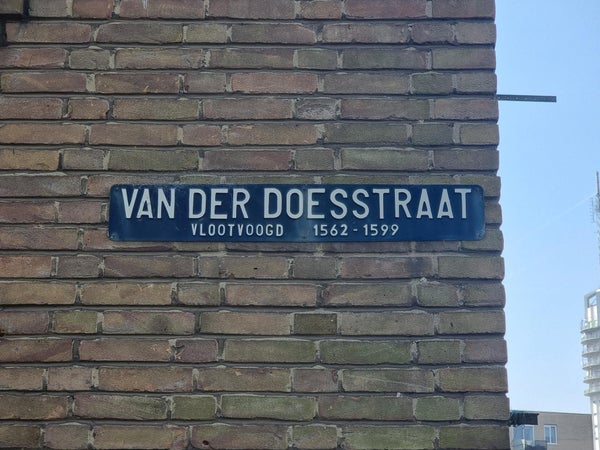 VAN DER DOESSTRAAT
VLOOTVOOGD 1562-1599